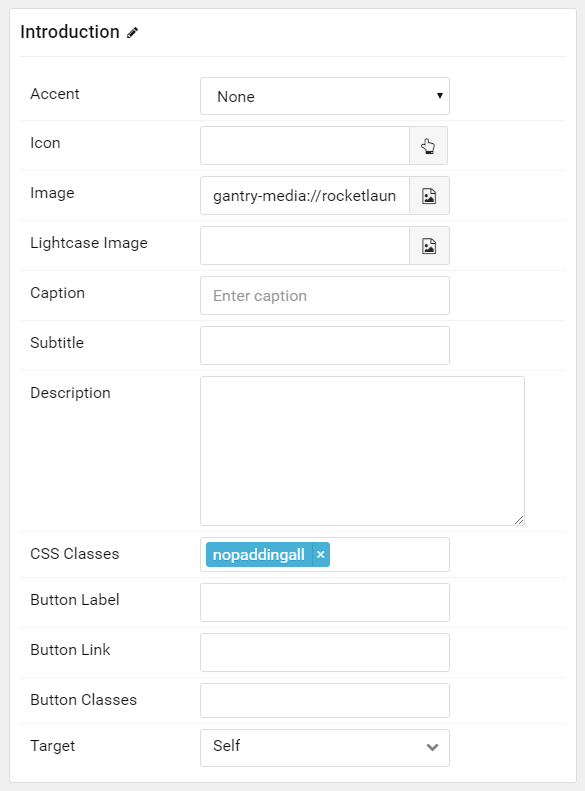 Introduction
Accent
None
Icon
Image
gantry-media://rocketlaun
Lightcase Image
Caption
Enter caption
Subtitle
Description
CSS Classes
nopaddingall ×
Button Label
Button Link
Button Classes
Target
Self